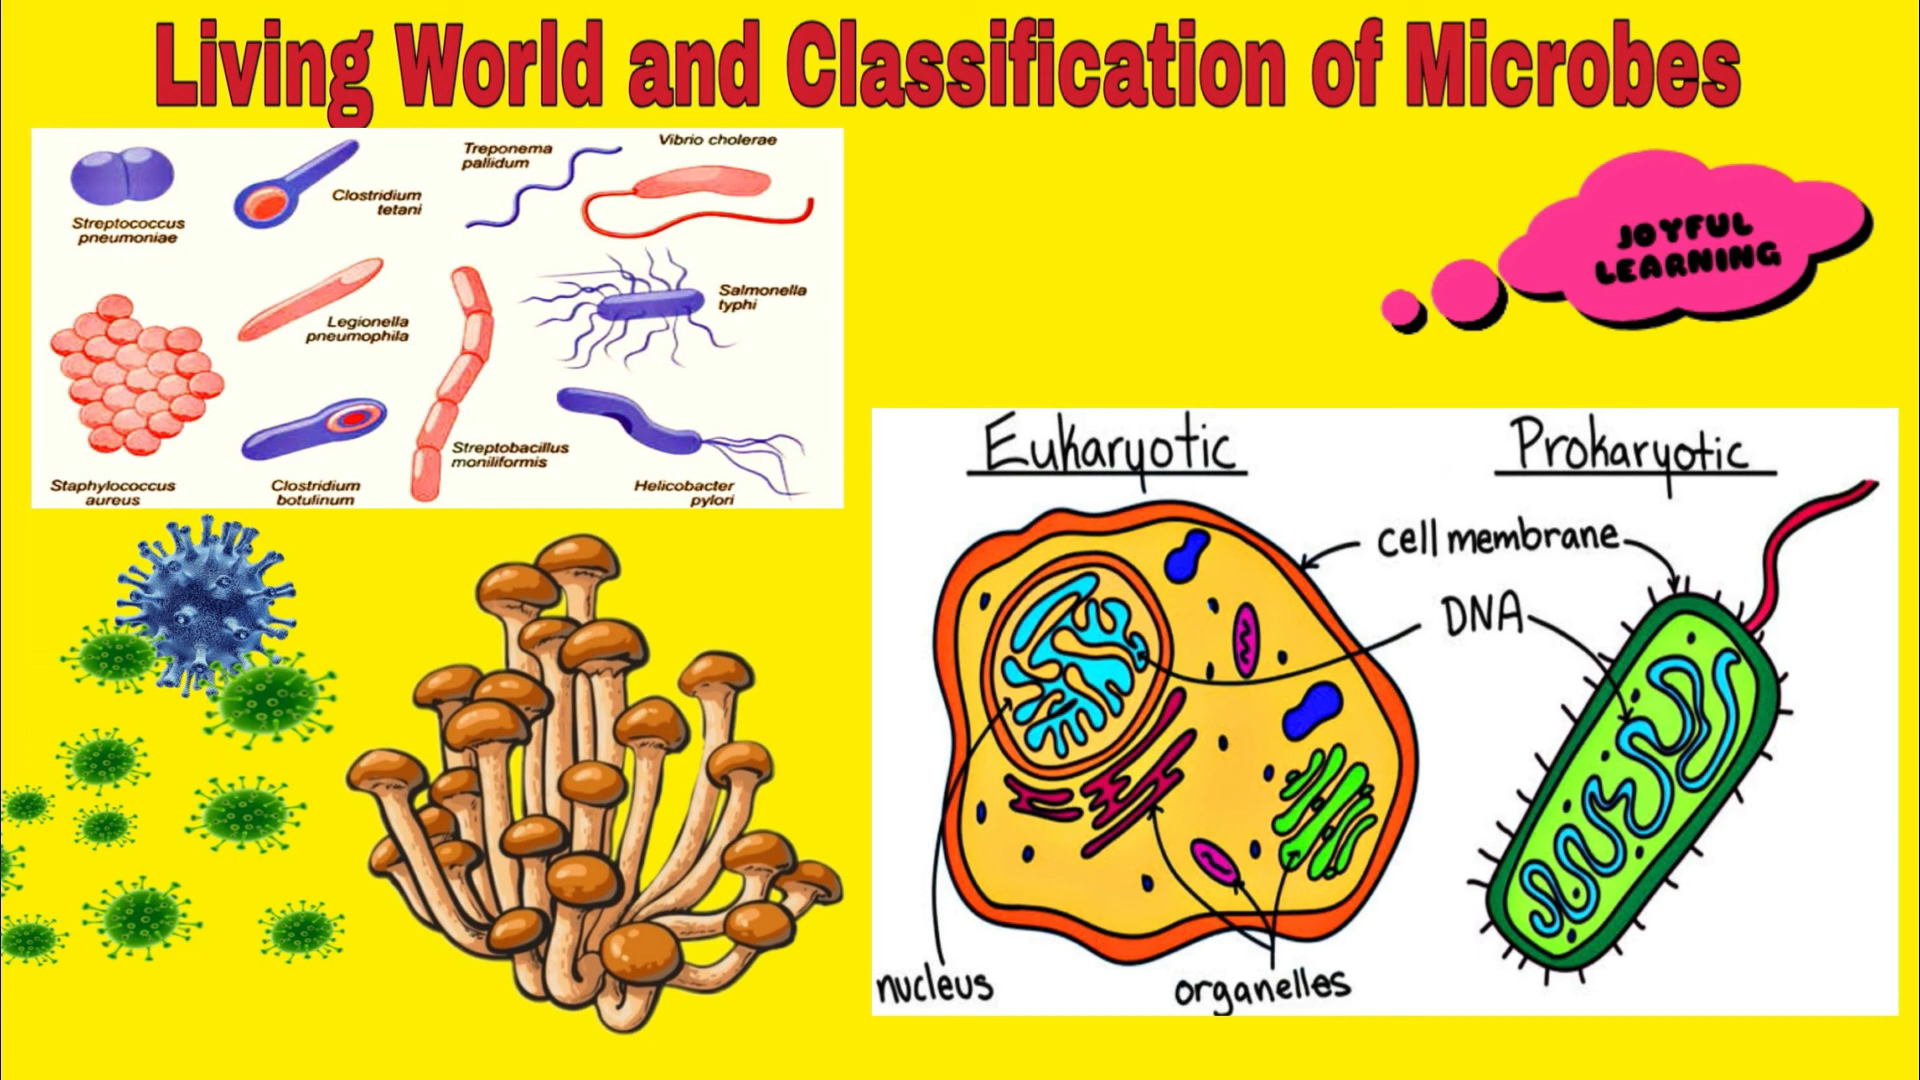 Living World and Classification of Microbes
Streptococcus
pneumoniae
Clostridium
tetani
Treponema
pallidum
Vibrio cholerae
Legionella
pneumophila
Salmonella
typhi
Staphylococcus
aureus
Clostridium
botulinum
Streptobacillus
moniliformis
Helicobacter
pylori
JOYFUL
LEARNING
Eukaryotic
Prokaryotic
cell membrane
DNA
nucleus
organelles